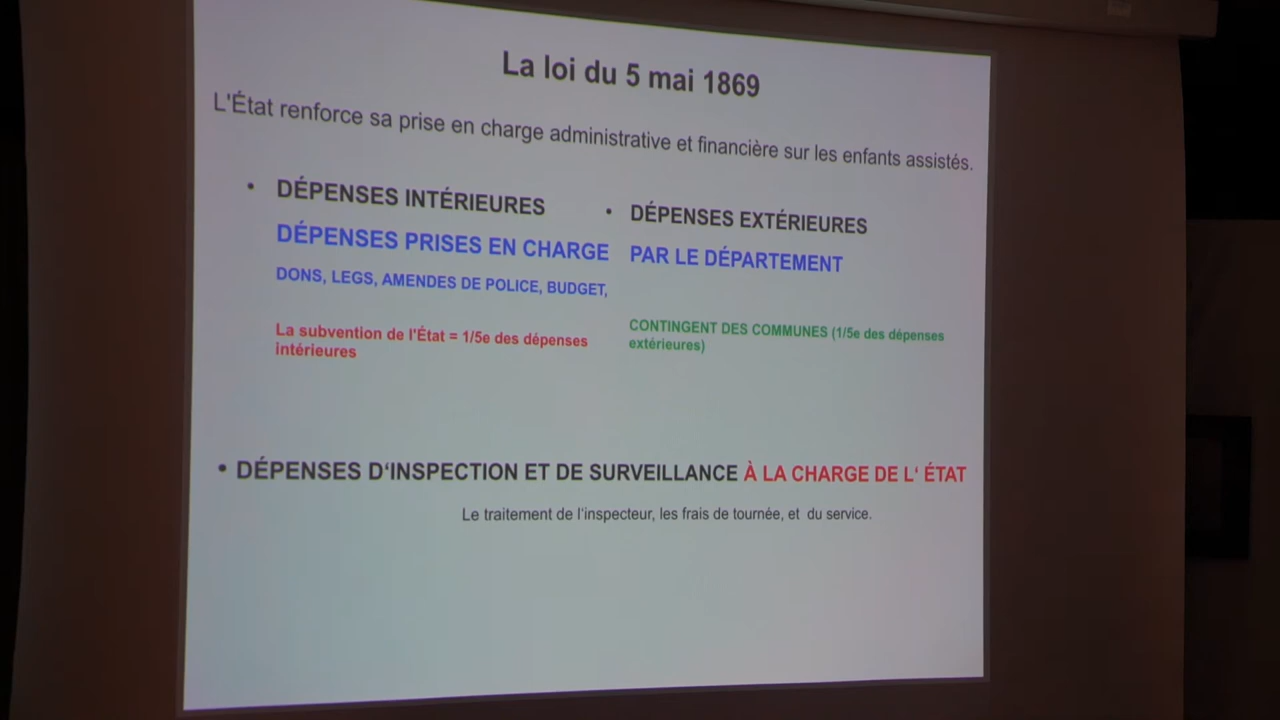 La loi du 5 mai 1869
L'État renforce sa prise en charge administrative et financière sur les enfants assistés.
• DÉPENSES INTÉRIEURES
DÉPENSES PRISES EN CHARGE
DONS, LEGS, AMENDES DE POLICE, BUDGET,
La subvention de l'État = 1/5e des dépenses
intérieures
• DÉPENSES EXTÉRIEURES
PAR LE DÉPARTEMENT
CONTINGENT DES COMMUNES (1/5e des dépenses
extérieures)
• DÉPENSES D‘INSPECTION ET DE SURVEILLANCE À LA CHARGE DE L‘ ÉTAT
Le traitement de l’inspecteur, les frais de tournée, et du service.